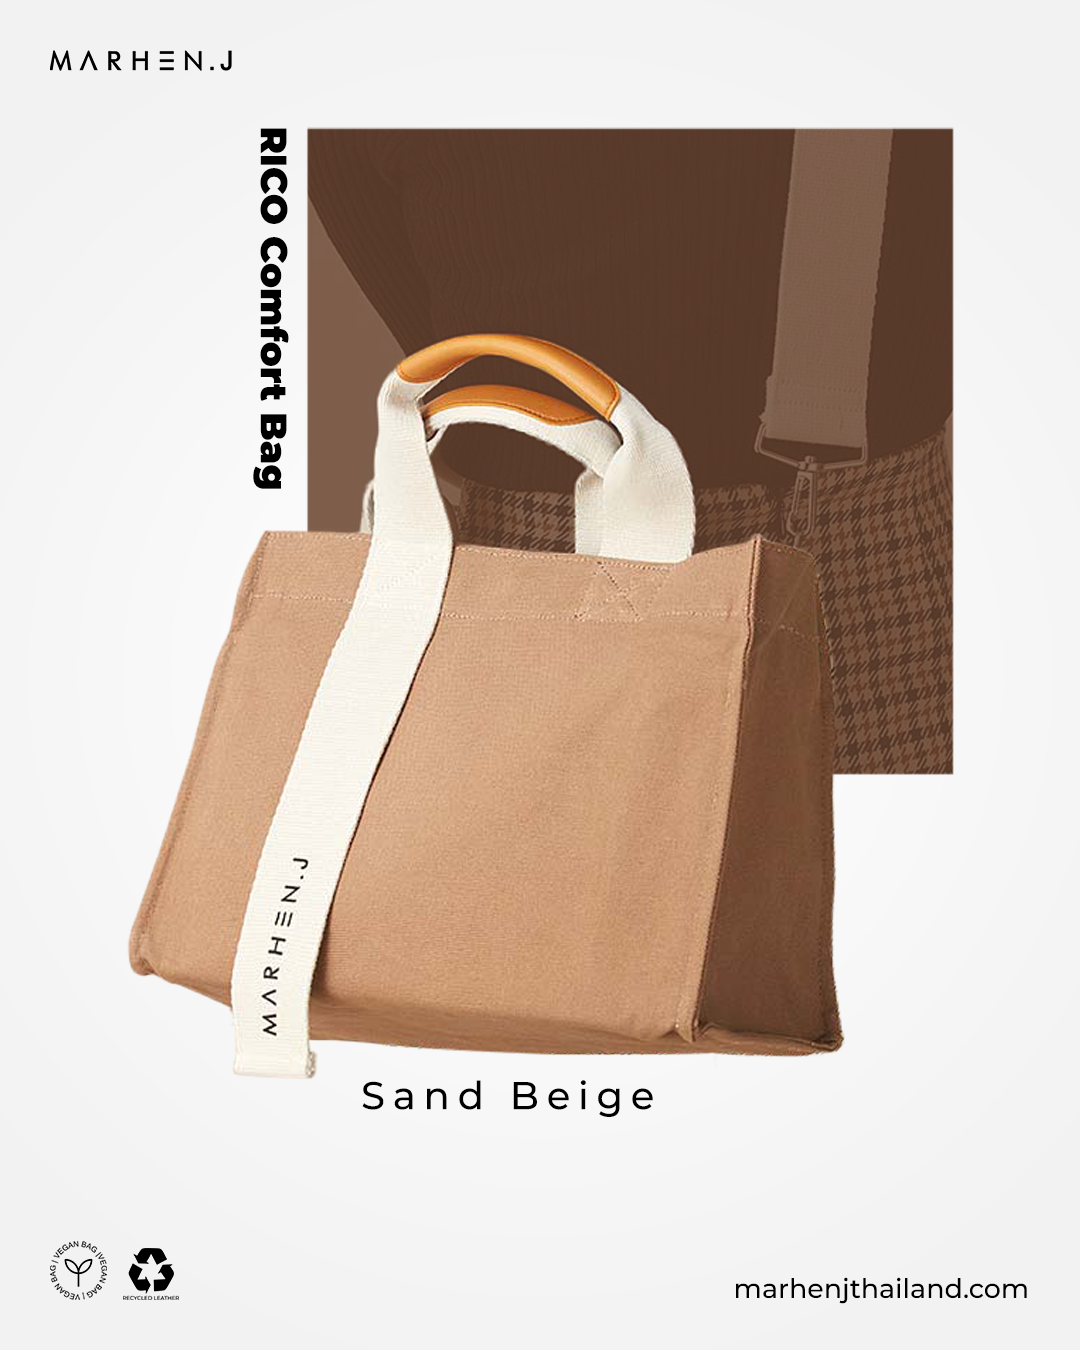 MARHEN.J
RICO Comfort Bag
MARHEN.J
Sand Beige
VEGAN BAG | VEGAN BAG | VEGAN BAG |
RECYCLED LEATHER
marhenjthailand.com